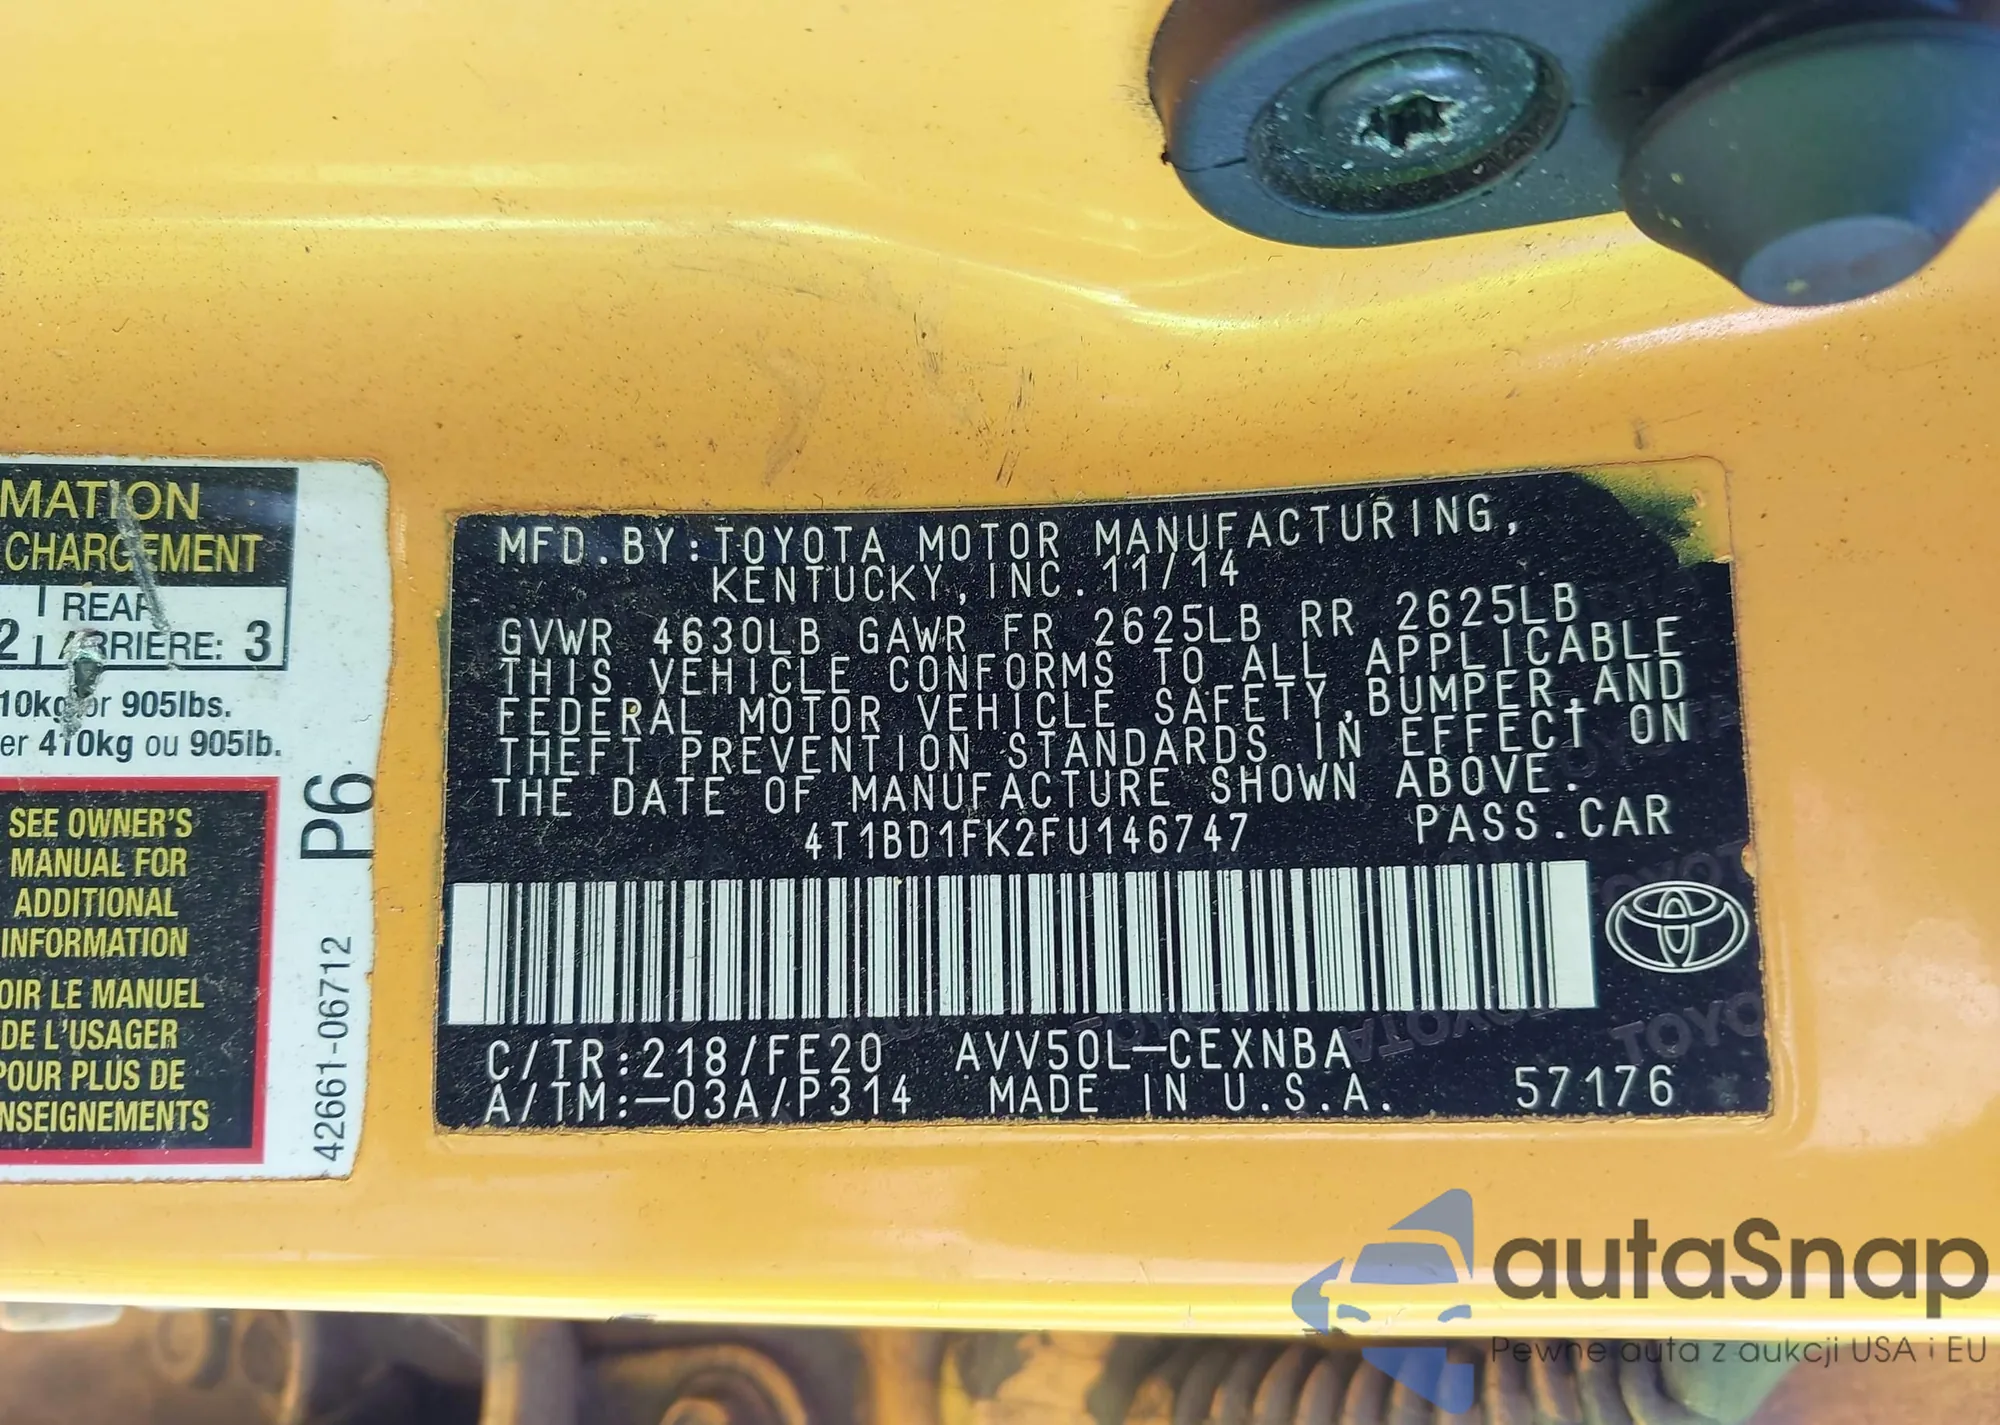 MATION
CHARGEMENT
2 REAR
ARRIÈRE: 3
10kg or 905lbs.
er 410kg ou 905lb.
SEE OWNER'S
MANUAL FOR
ADDITIONAL
INFORMATION
OIR LE MANUEL
DE L'USAGER
POUR PLUS DE
NSEIGNEMENTS
P6
42661-06712
MFD.BY:TOYOTA MOTOR MANUFACTURING,
KENTUCKY,INC.11/14
GVWR 4630LB GAWR FR 2625LB RR 2625LB
THIS VEHICLE CONFORMS TO ALL APPLICABLE
FEDERAL MOTOR VEHICLE SAFETY,BUMPER,AND
THEFT PREVENTION STANDARDS IN EFFECT ON
THE DATE OF MANUFACTURE SHOWN ABOVE.
4T1BD1FK2FU146747 PASS.CAR
C/TR:218/FE20 AVV50L-CEXNBA
A/TM:-03A/P314 MADE IN U.S.A. 57176
autaSnap
Pewne auta z aukcji USA i EU